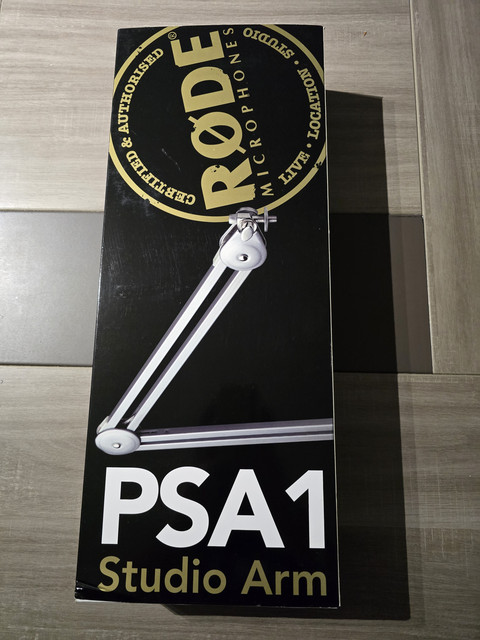 CERTIFIED & AUTHORISED
RØDE®
MICROPHONES
LIVE • LOCATION • STUDIO
PSA1
Studio Arm